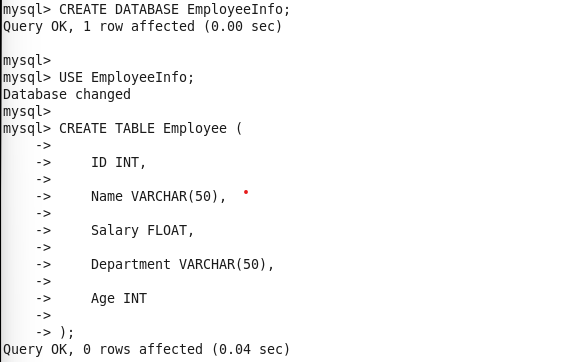 mysql> CREATE DATABASE EmployeeInfo;
Query OK, 1 row affected (0.00 sec)
mysql>
mysql> USE EmployeeInfo;
Database changed
mysql>
mysql> CREATE TABLE Employee (
    ->
    ->     ID INT,
    ->
    ->     Name VARCHAR(50),
    ->
    ->     Salary FLOAT,
    ->
    ->     Department VARCHAR(50),
    ->
    ->     Age INT
    ->
    -> );
Query OK, 0 rows affected (0.04 sec)